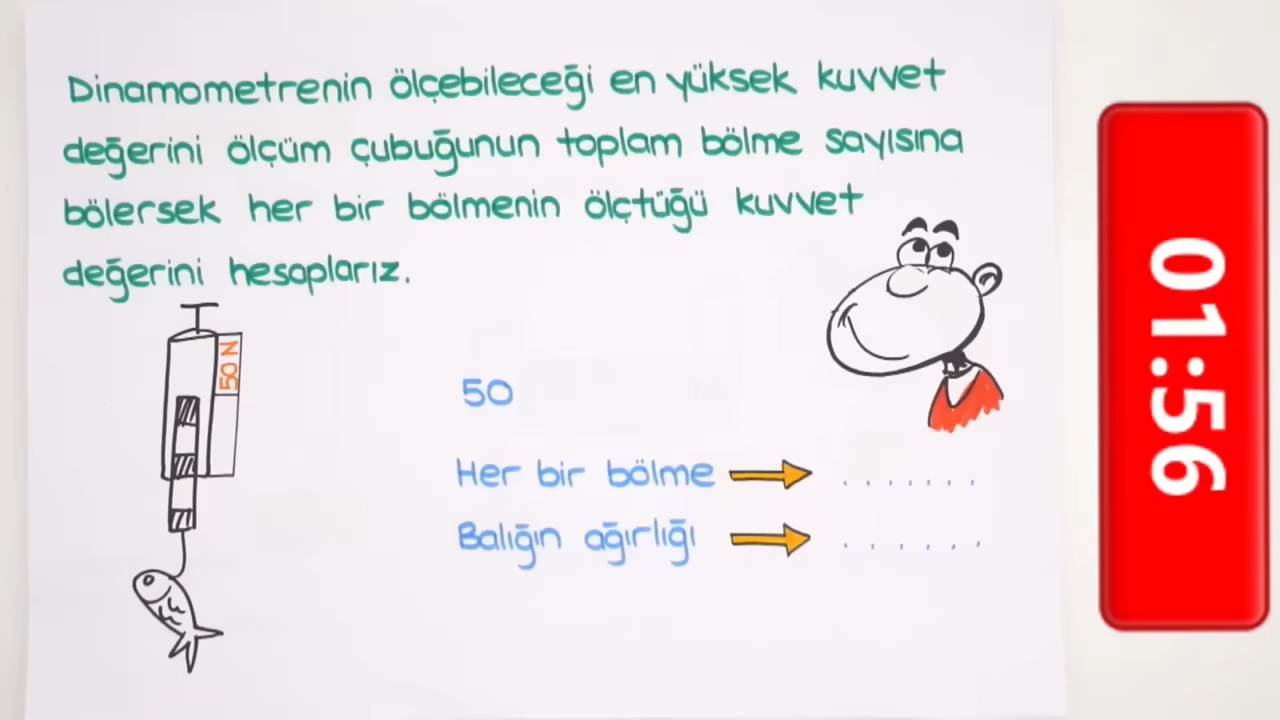 Dinamometrenin ölçebileceği en yüksek kuvvet
değerini ölçüm çubuğunun toplam bölme sayısına
bölersek her bir bölmenin ölçtüğü kuvvet
değerini hesaplarız.
50 N
50
Her bir bölme → .......
Balığın ağırlığı → ......
01:56